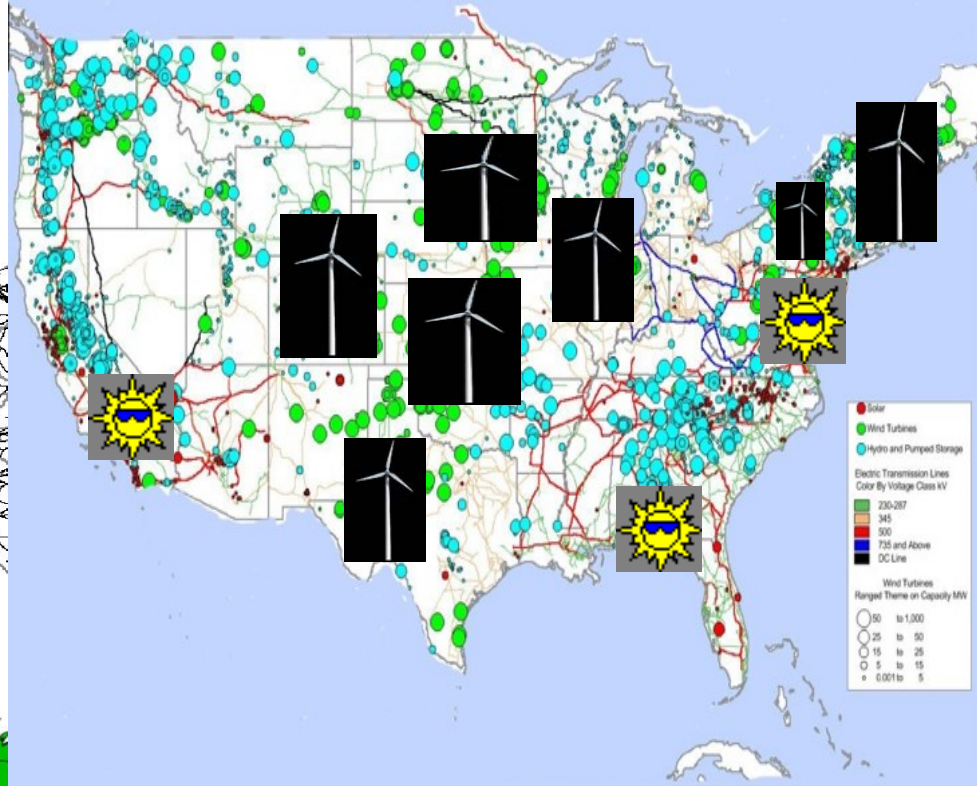 Solar
Wind Turbines
Hydro and Pumped Storage
Electric Transmission Lines
Color By Voltage Class kV
230-287
345
500
735 and Above
DC Line
Wind Turbines
Ranged Theme on Capacity MW
50 to 1,000
25 to 50
15 to 25
5 to 15
0.001 to 5